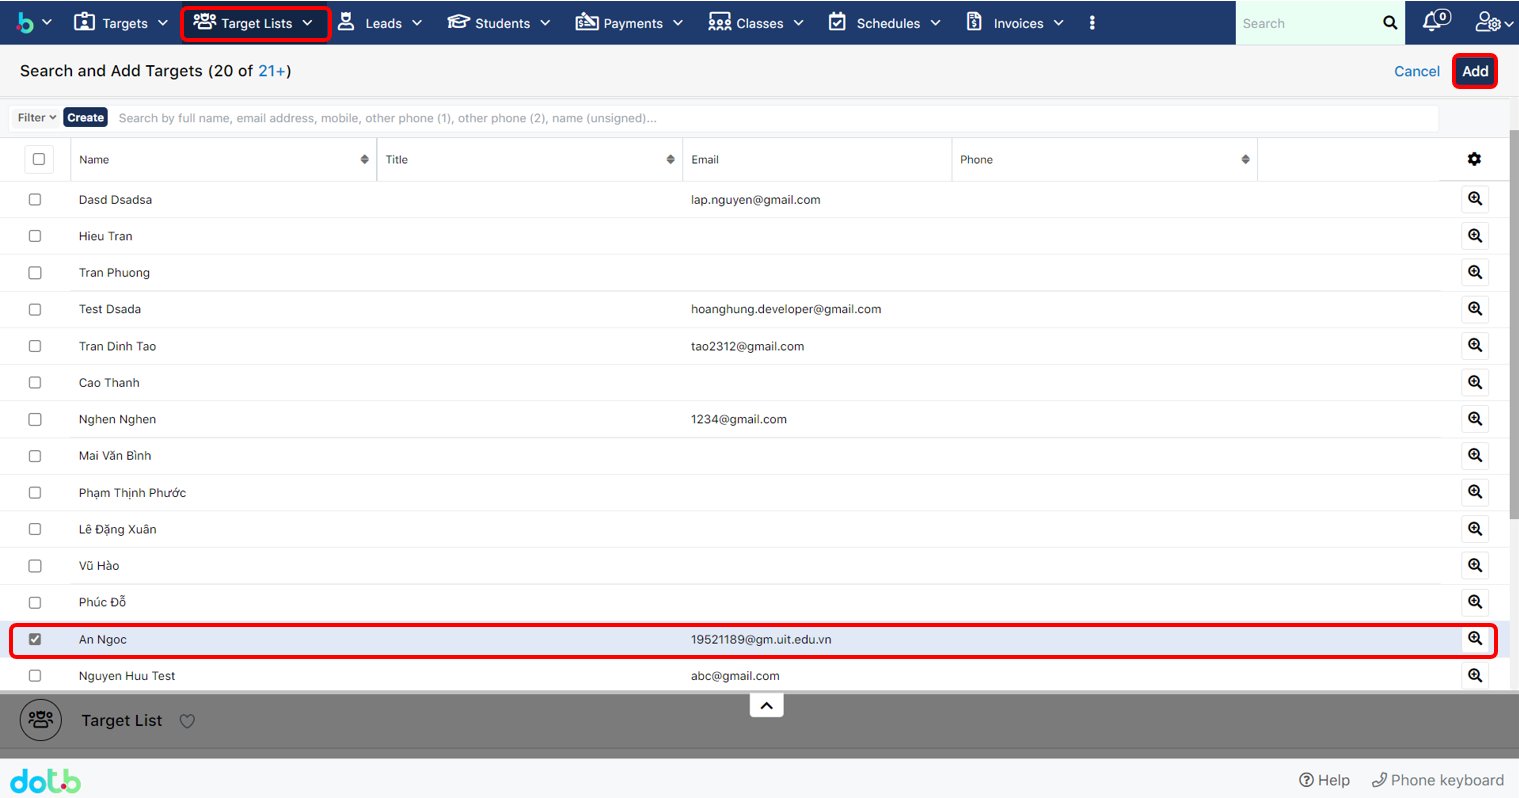 Targets Target Lists Leads Students Payments Classes Schedules Invoices Search 0
Search and Add Targets (20 of 21+) Cancel Add
Filter Create Search by full name, email address, mobile, other phone (1), other phone (2), name (unsigned)...
Name Title Email Phone
Dasd Dsadsa lap.nguyen@gmail.com
Hieu Tran
Tran Phuong
Test Dsada hoanghung.developer@gmail.com
Tran Dinh Tao tao2312@gmail.com
Cao Thanh
Nghen Nghen 1234@gmail.com
Mai Văn Bình
Phạm Thịnh Phước
Lê Đặng Xuân
Vũ Hào
Phúc Đỗ
An Ngoc 19521189@gm.uit.edu.vn
Nguyen Huu Test abc@gmail.com
Target List
dotb Help Phone keyboard